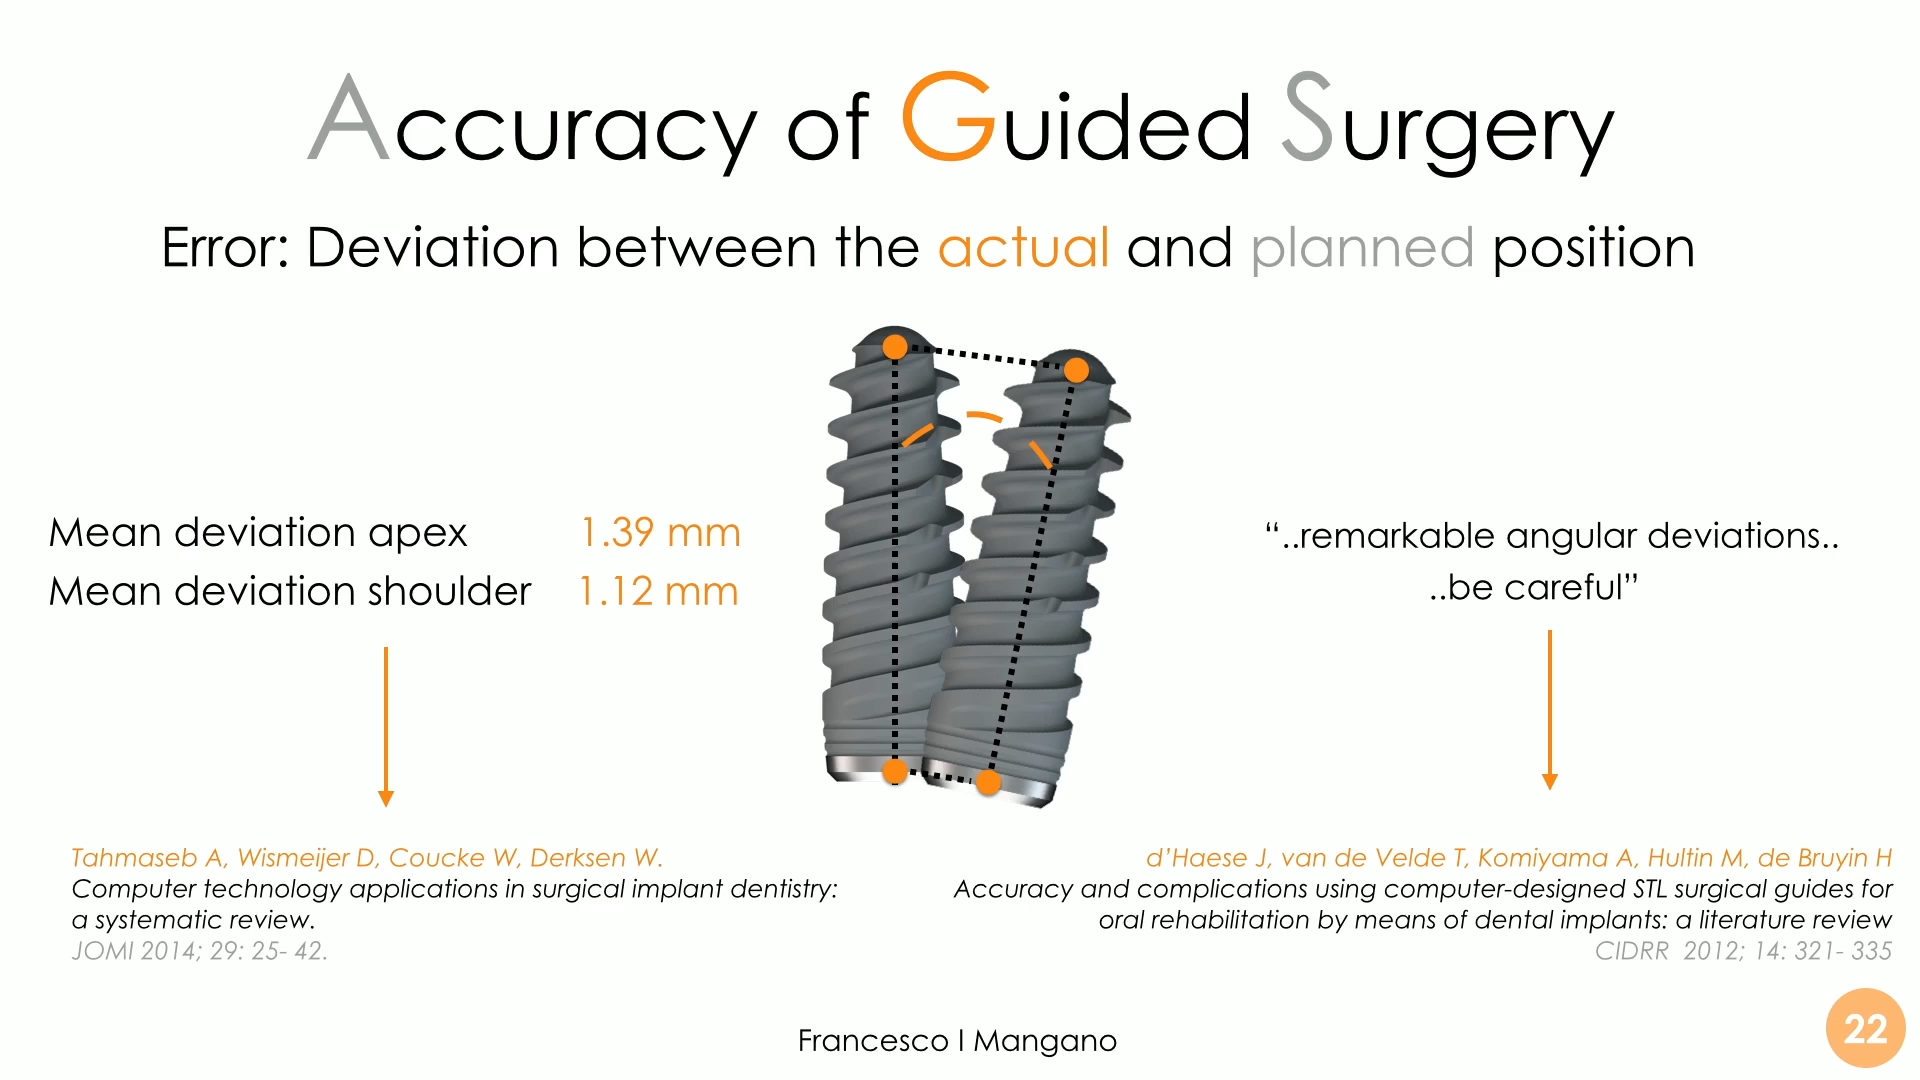 Accuracy of Guided Surgery
Error: Deviation between the actual and planned position
Mean deviation apex 1.39 mm
Mean deviation shoulder 1.12 mm
“..remarkable angular deviations..
..be careful”
Tahmaseb A, Wismeijer D, Coucke W, Derksen W.
Computer technology applications in surgical implant dentistry:
a systematic review.
JOMI 2014; 29: 25- 42.
d’Haese J, van de Velde T, Komiyama A, Hultin M, de Bruyin H
Accuracy and complications using computer-designed STL surgical guides for
oral rehabilitation by means of dental implants: a literature review
CIDRR 2012; 14: 321- 335
Francesco I Mangano
22